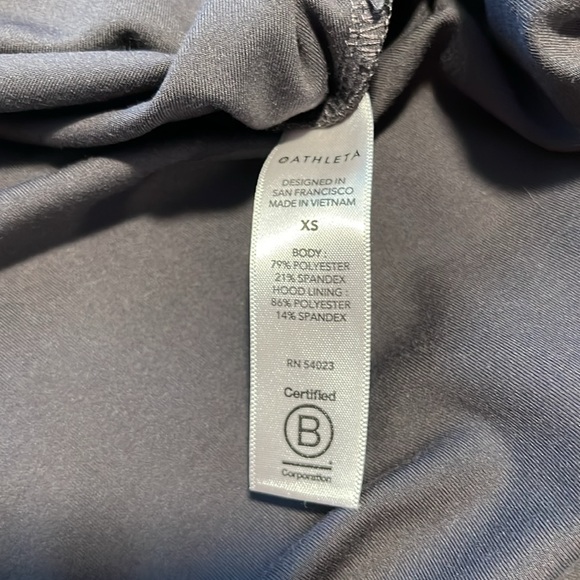 ATHLETA
DESIGNED IN
SAN FRANCISCO
MADE IN VIETNAM
XS
BODY :
79% POLYESTER
21% SPANDEX
HOOD LINING :
86% POLYESTER
14% SPANDEX
RN 54023
Certified
B
Corporation